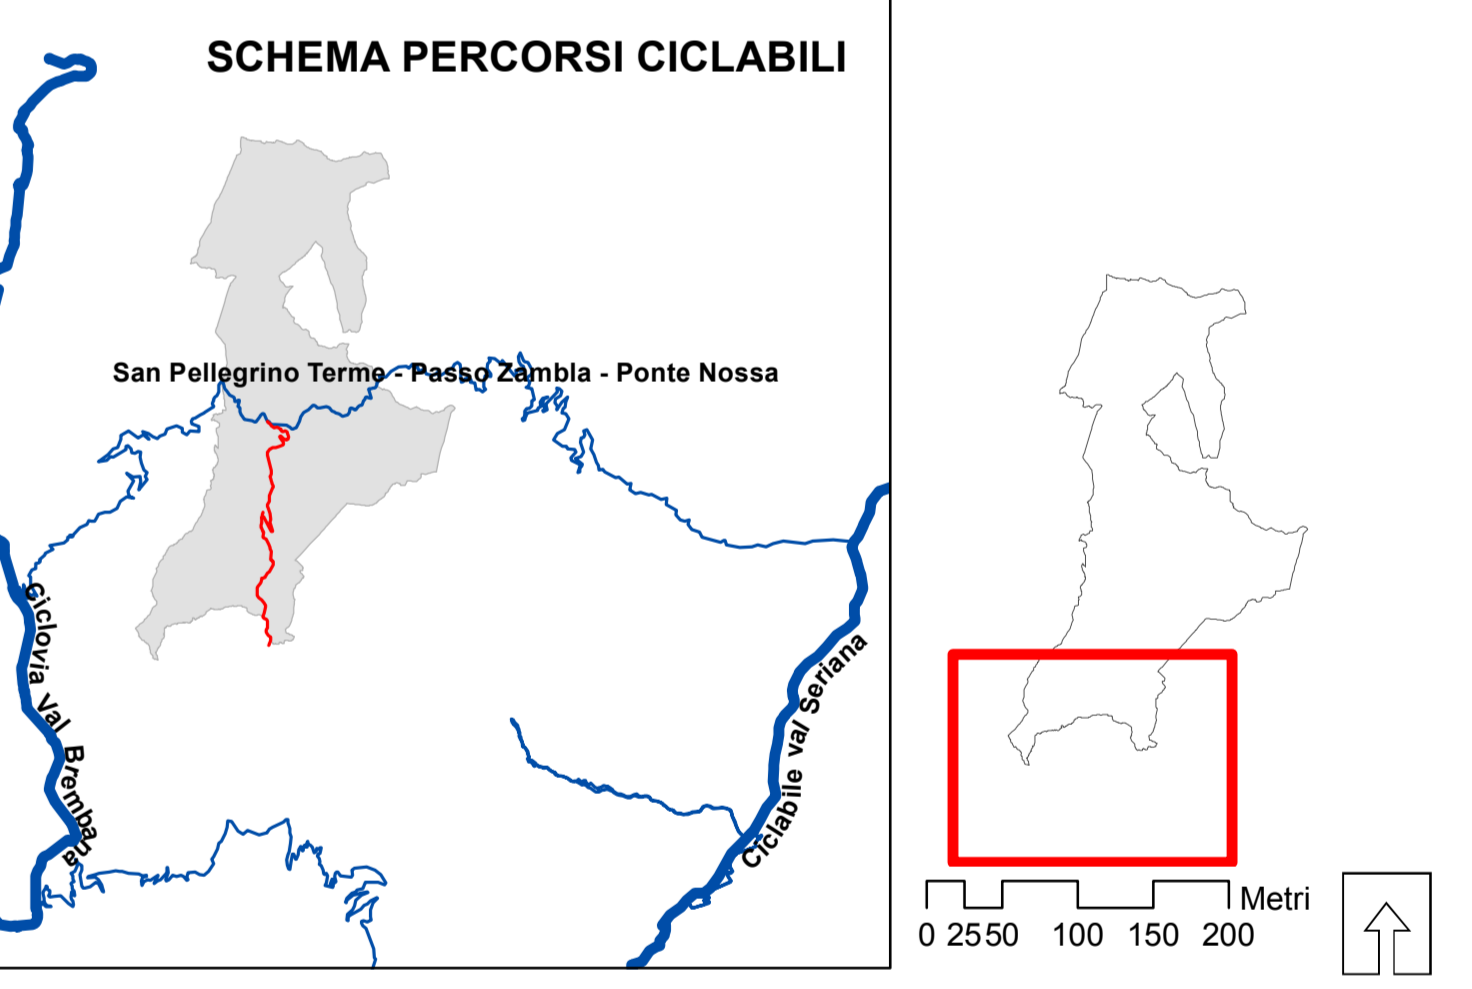 SCHEMA PERCORSI CICLABILI
San Pellegrino Terme - Passo Zambla - Ponte Nossa
Ciclovia Val Brembana
Ciclabile val Seriana
Metri
0 25 50 100 150 200